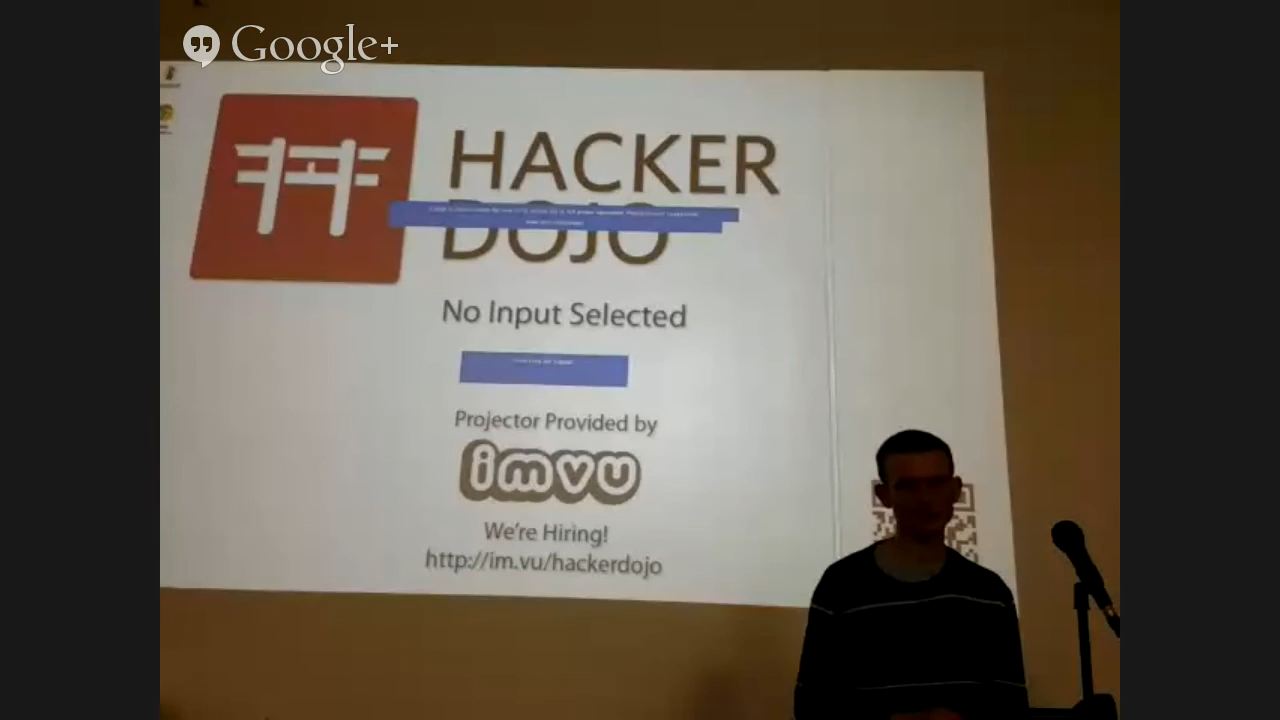 Google+
HACKER
DOJO
No Input Selected
Projector Provided by
imvu
We're Hiring!
http://im.vu/hackerdojo